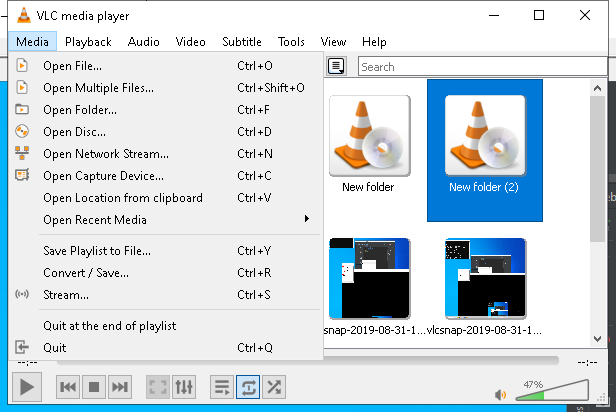 VLC media player
Media Playback Audio Video Subtitle Tools View Help
Open File... Ctrl+O
Open Multiple Files... Ctrl+Shift+O
Open Folder... Ctrl+F
Open Disc... Ctrl+D
Open Network Stream... Ctrl+N
Open Capture Device... Ctrl+C
Open Location from clipboard Ctrl+V
Open Recent Media
Save Playlist to File... Ctrl+Y
Convert / Save... Ctrl+R
Stream... Ctrl+S
Quit at the end of playlist
Quit Ctrl+Q
Search
New folder
New folder (2)
snap-2019-08-31-1...
vlcsnap-2019-08-31-1...
--:-- --:--
47%